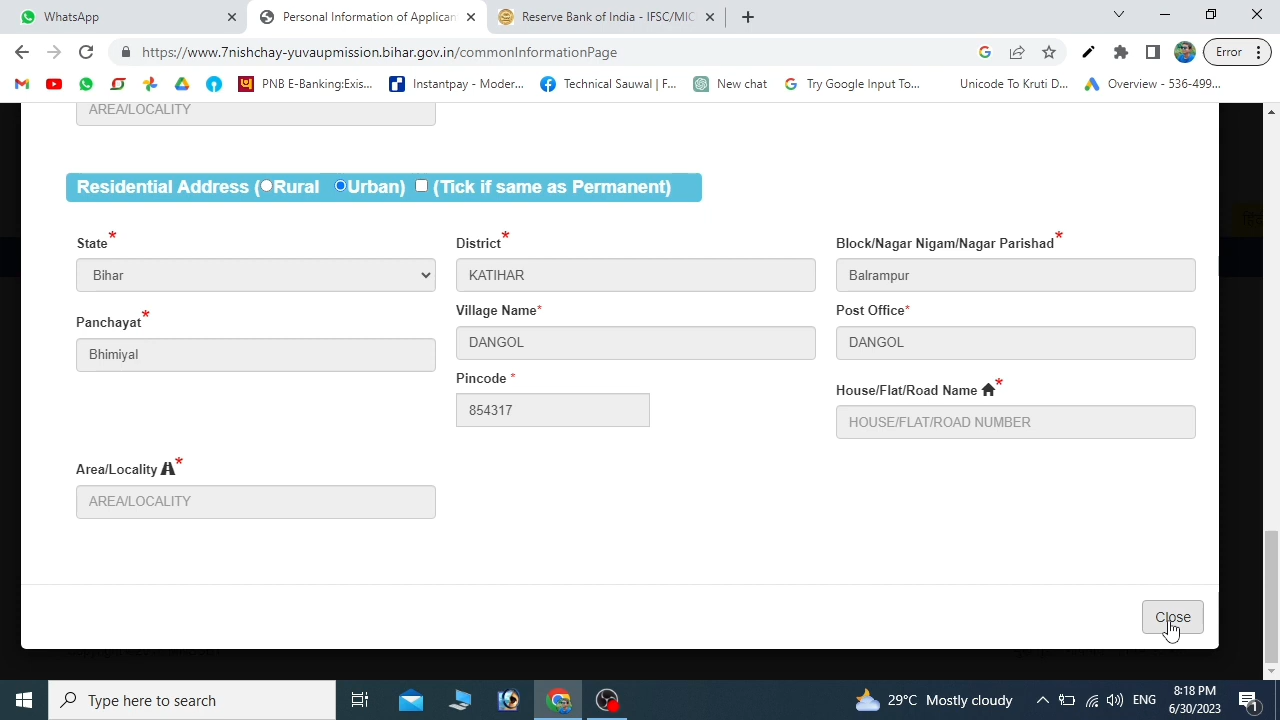 WhatsApp
Personal Information of Applican
Reserve Bank of India - IFSC/MIC
https://www.7nishchay-yuvaupmission.bihar.gov.in/commonInformationPage
Error
PNB E-Banking:Exis...
Instantpay - Moder...
Technical Sauwal | F...
New chat
Try Google Input To...
Unicode To Kruti D...
Overview - 536-499...
AREA/LOCALITY
Residential Address (Rural Urban) (Tick if same as Permanent)
State*
District*
Block/Nagar Nigam/Nagar Parishad*
Bihar
KATIHAR
Balrampur
Panchayat*
Village Name*
Post Office*
Bhimiyal
DANGOL
DANGOL
Pincode *
House/Flat/Road Name *
854317
HOUSE/FLAT/ROAD NUMBER
Area/Locality *
AREA/LOCALITY
Close
Type here to search
29°C Mostly cloudy
ENG
8:18 PM
6/30/2023
1